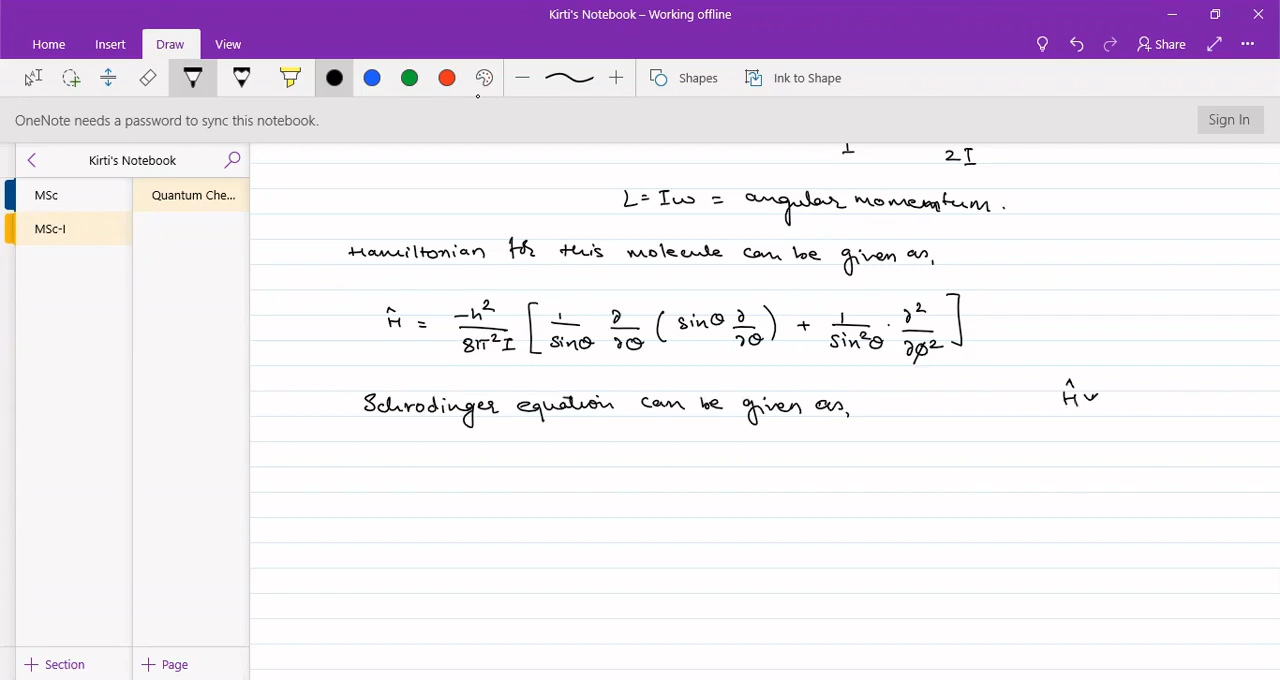 Kirti's Notebook – Working offline
Home Insert Draw View Share
Shapes Ink to Shape
OneNote needs a password to sync this notebook. Sign In
Kirti's Notebook
MSc
MSc-I
Quantum Che...
+ Section + Page
I 2I
L = Iω = angular momentum.
Hamiltonian for this molecule can be given as,
Ĥ = -h²/8π²I [ 1/sinθ ∂/∂θ ( sinθ ∂/∂θ ) + 1/sin²θ · ∂²/∂φ² ]
Schrodinger equation can be given as,
Ĥ